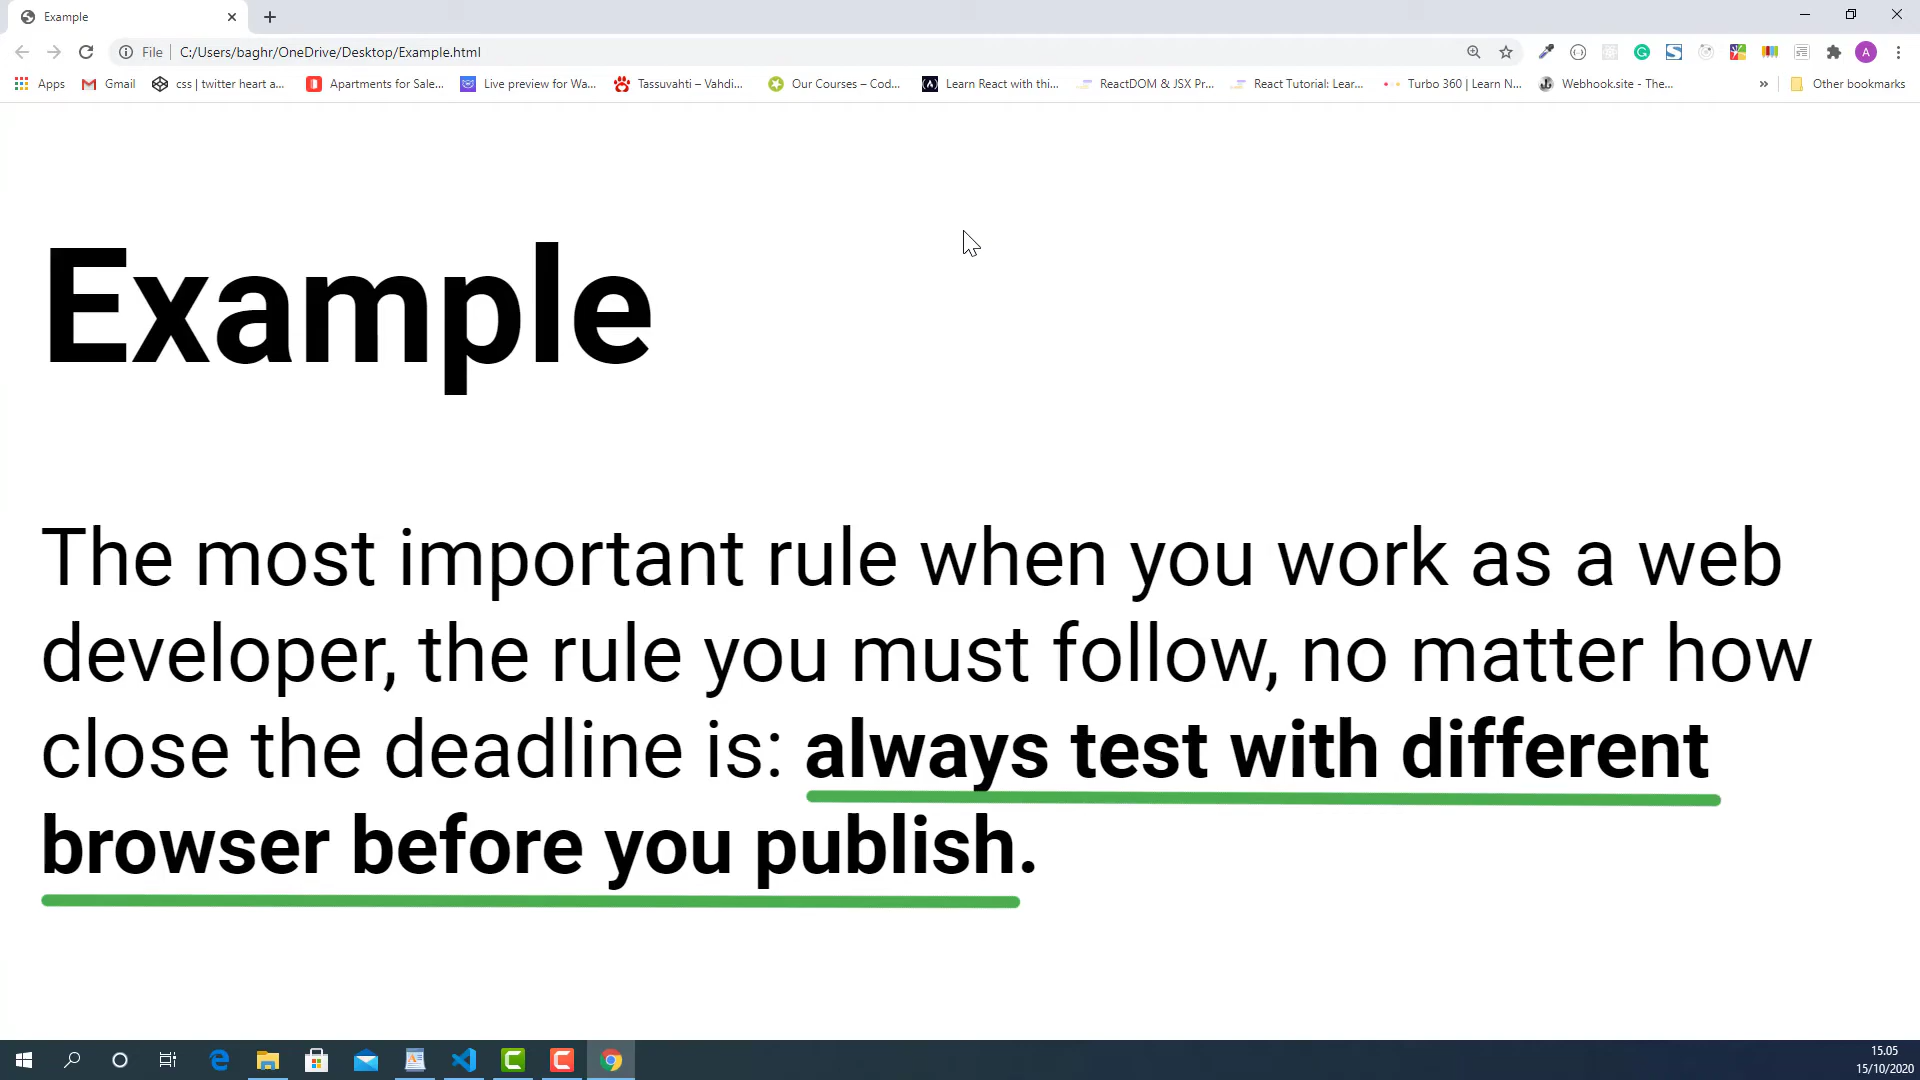 Example
File C:/Users/baghr/OneDrive/Desktop/Example.html A
Apps Gmail css | twitter heart a... Apartments for Sale... Live preview for Wa... Tassuvahti – Vahdi... Our Courses – Cod... Learn React with thi... ReactDOM & JSX Pr... React Tutorial: Lear... Turbo 360 | Learn N... Webhook.site - The... » Other bookmarks
Example
The most important rule when you work as a web
developer, the rule you must follow, no matter how
close the deadline is: always test with different
browser before you publish.
15.05
15/10/2020